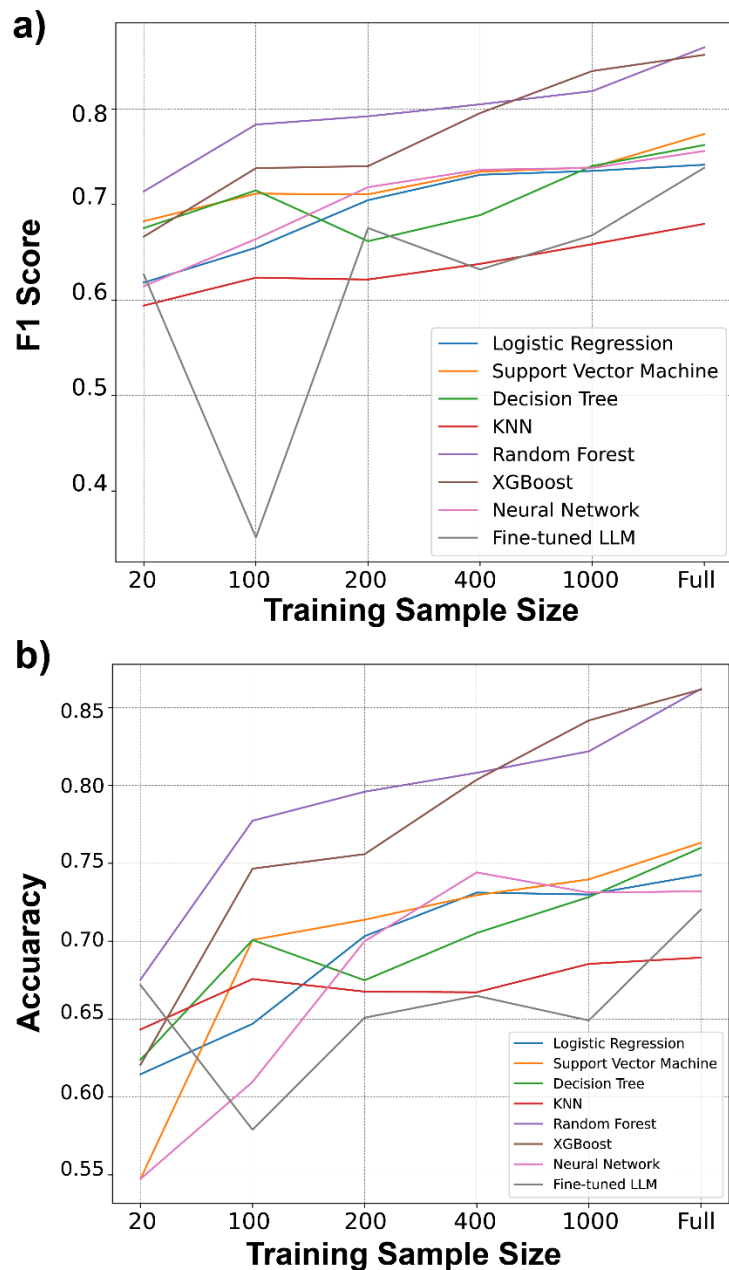 a)
0.8
0.7
0.6
0.5
0.4
F1 Score
Logistic Regression
Support Vector Machine
Decision Tree
KNN
Random Forest
XGBoost
Neural Network
Fine-tuned LLM
20 100 200 400 1000 Full
Training Sample Size
b)
0.85
0.80
0.75
0.70
0.65
0.60
0.55
Accuaracy
Logistic Regression
Support Vector Machine
Decision Tree
KNN
Random Forest
XGBoost
Neural Network
Fine-tuned LLM
20 100 200 400 1000 Full
Training Sample Size